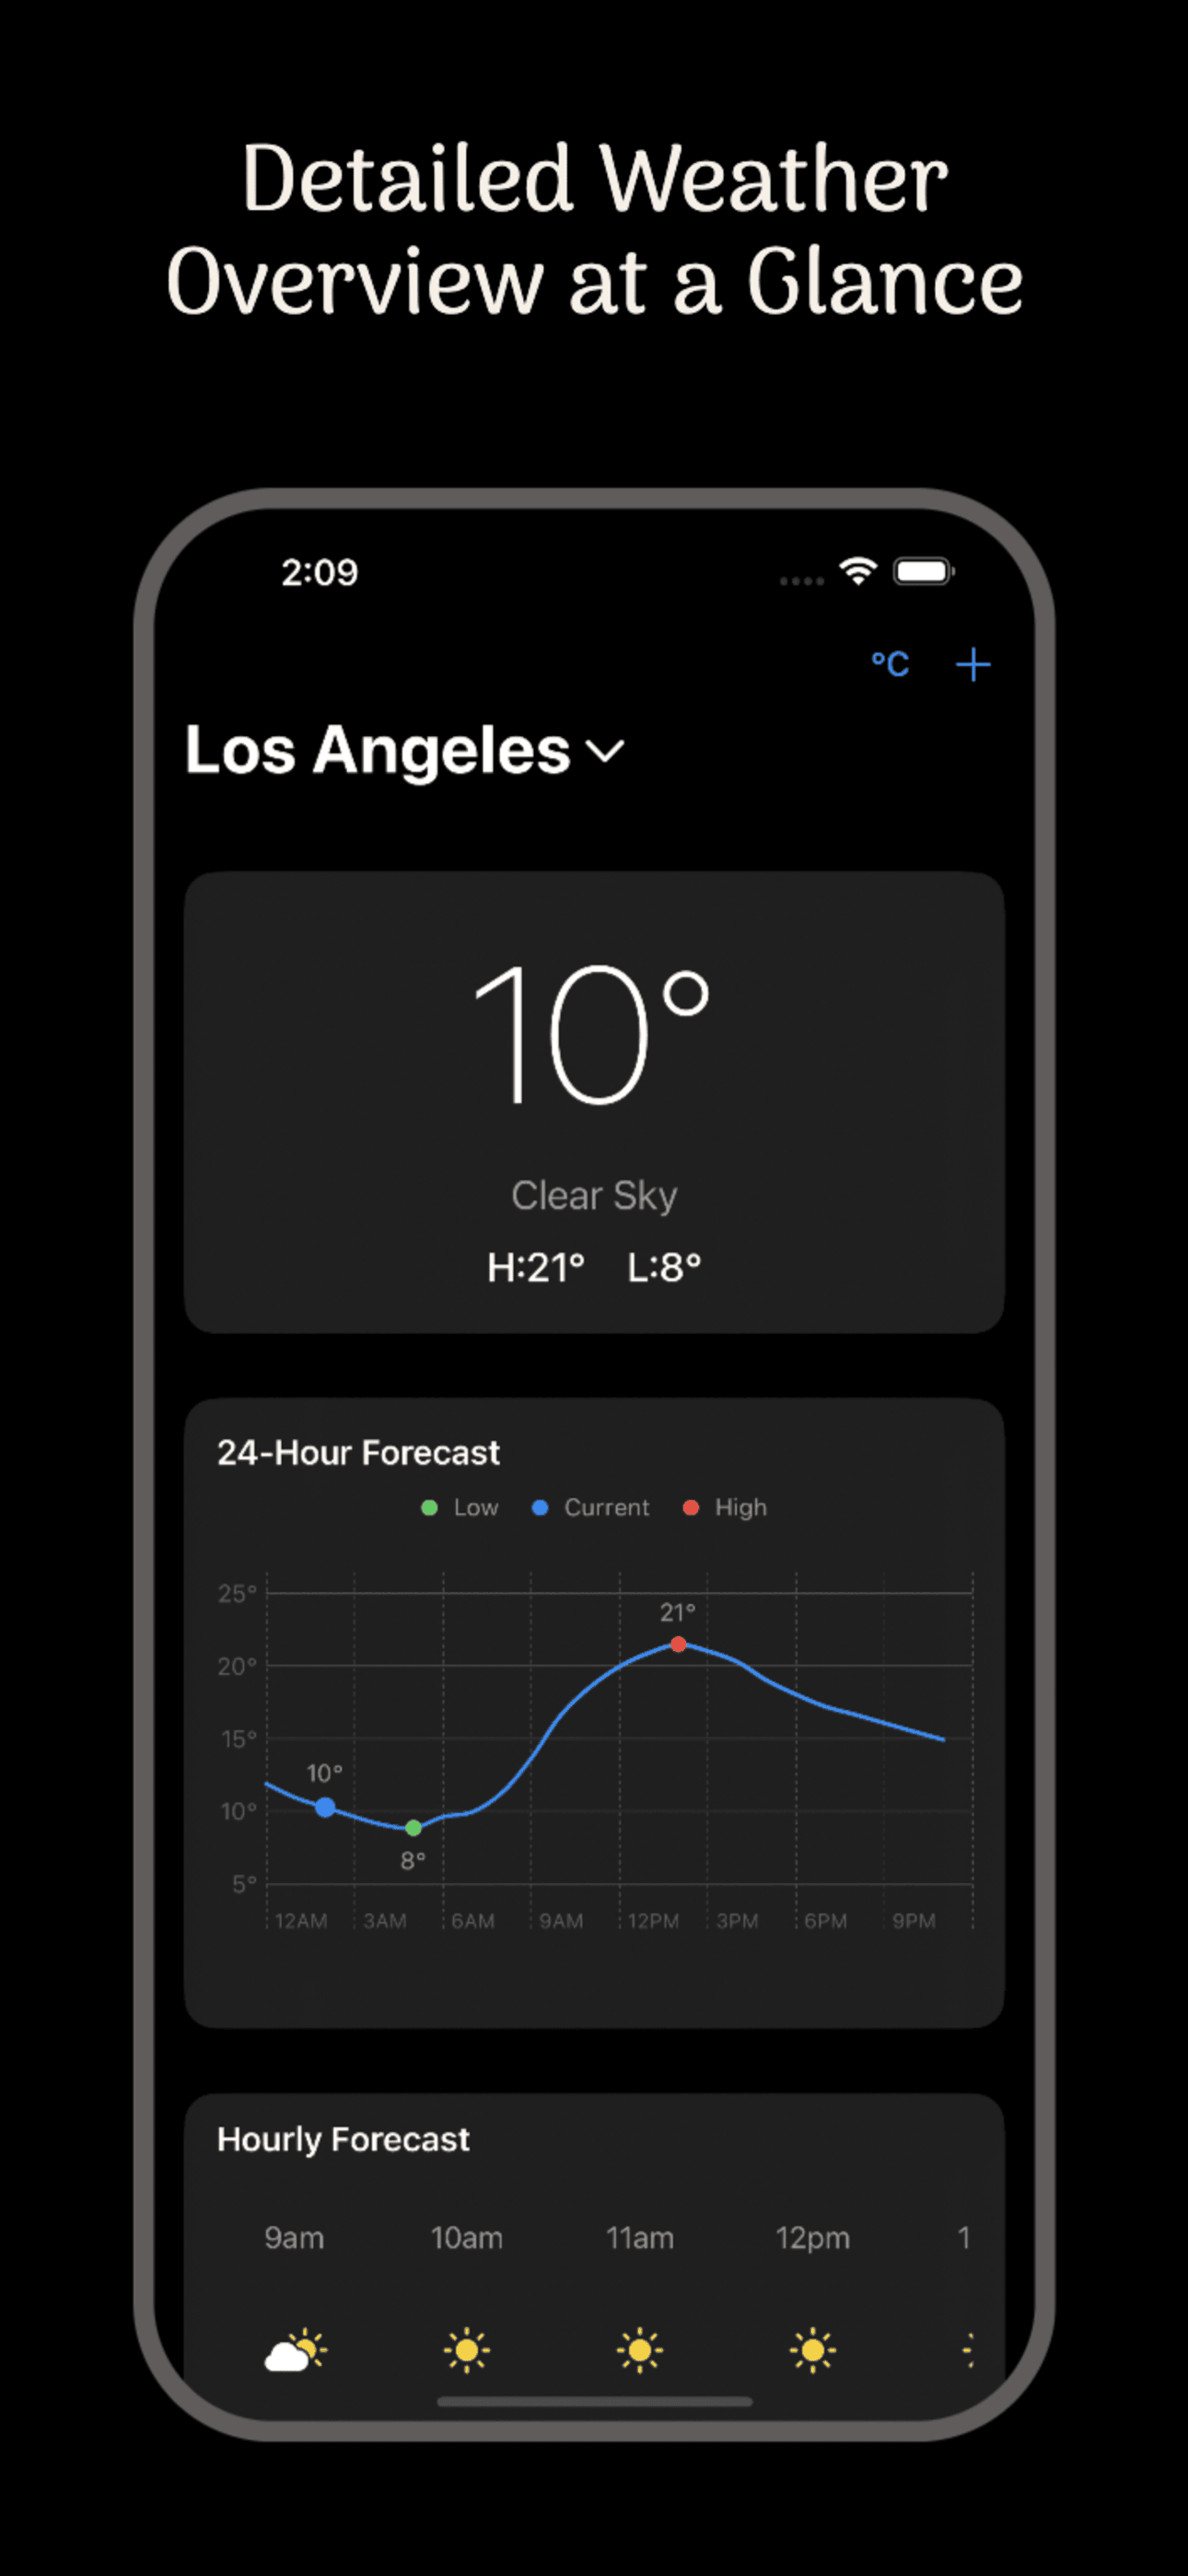 Detailed Weather
Overview at a Glance
2:09
°C +
Los Angeles
10°
Clear Sky
H:21° L:8°
24-Hour Forecast
Low Current High
25°
21°
20°
15°
10°
10°
8°
5°
12AM 3AM 6AM 9AM 12PM 3PM 6PM 9PM
Hourly Forecast
9am 10am 11am 12pm 1